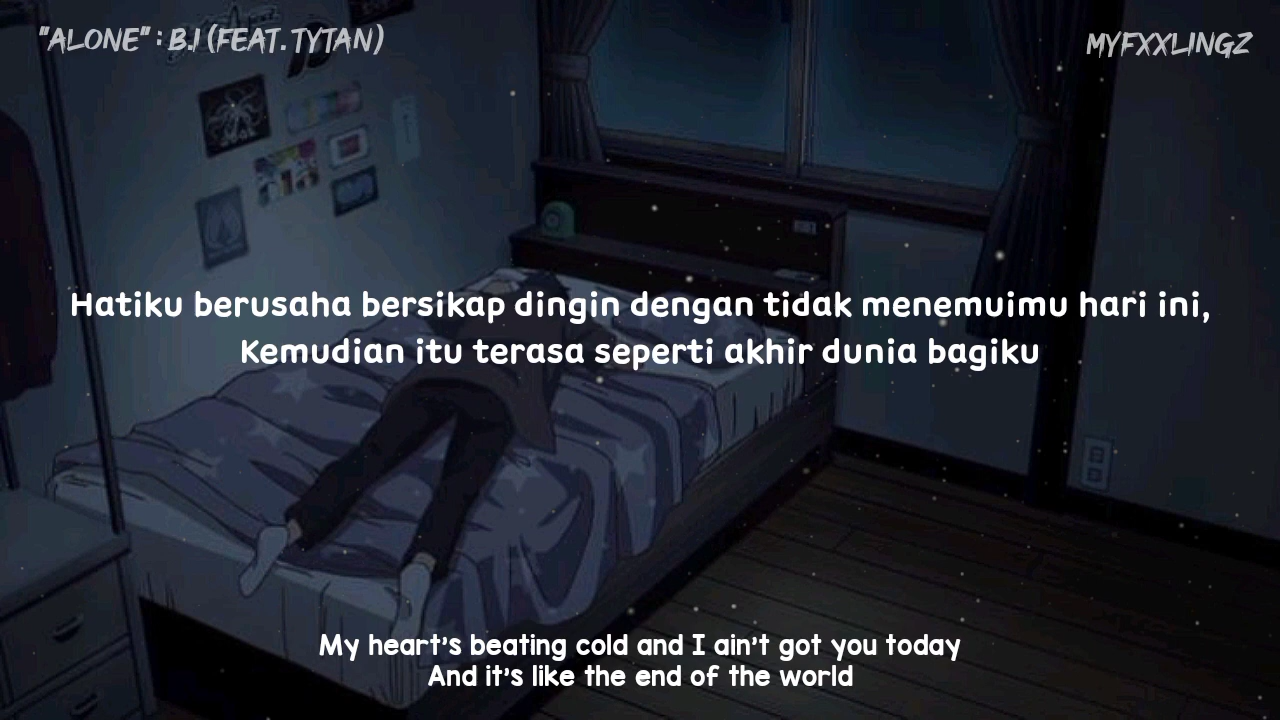 "ALONE" : B.I (FEAT. TYTAN)
MYFXXLINGZ
Hatiku berusaha bersikap dingin dengan tidak menemuimu hari ini,
Kemudian itu terasa seperti akhir dunia bagiku
My heart's beating cold and I ain't got you today
And it's like the end of the world